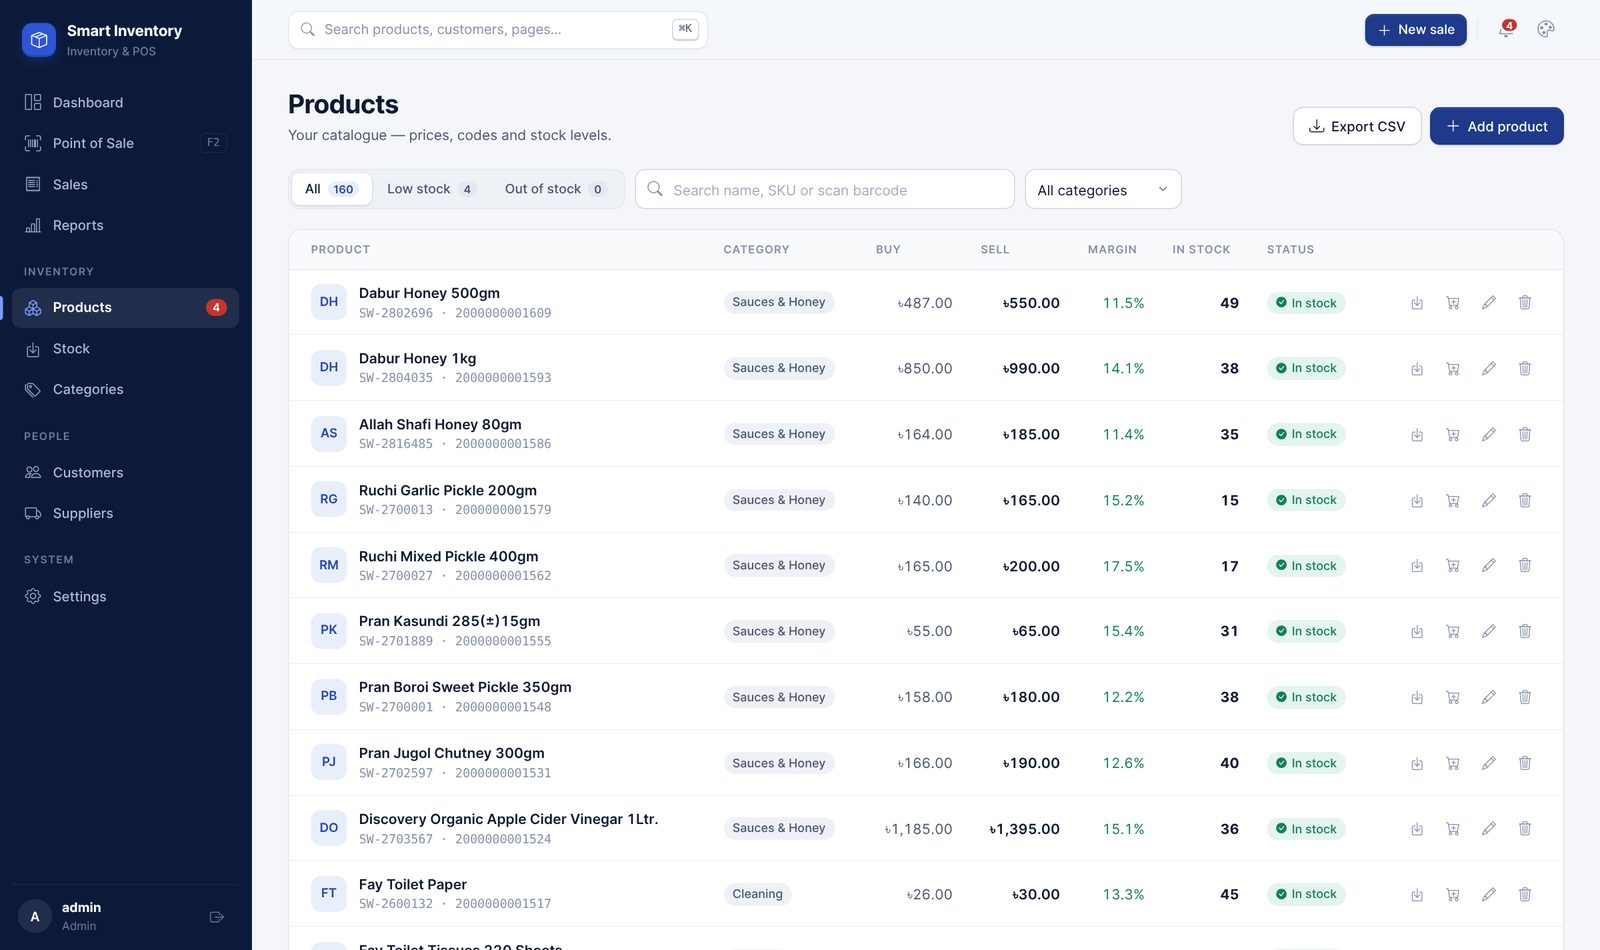 Smart Inventory
Inventory & POS
Dashboard
Point of Sale F2
Sales
Reports
INVENTORY
Products 4
Stock
Categories
PEOPLE
Customers
Suppliers
SYSTEM
Settings
A admin
Admin
Search products, customers, pages... ⌘K
+ New sale 4
Products
Your catalogue — prices, codes and stock levels.
Export CSV
+ Add product
All 160 Low stock 4 Out of stock 0
Search name, SKU or scan barcode
All categories
PRODUCT CATEGORY BUY SELL MARGIN IN STOCK STATUS
DH Dabur Honey 500gm Sauces & Honey ৳487.00 ৳550.00 11.5% 49 In stock
SW-2802696 · 2000000001609
DH Dabur Honey 1kg Sauces & Honey ৳850.00 ৳990.00 14.1% 38 In stock
SW-2804035 · 2000000001593
AS Allah Shafi Honey 80gm Sauces & Honey ৳164.00 ৳185.00 11.4% 35 In stock
SW-2816485 · 2000000001586
RG Ruchi Garlic Pickle 200gm Sauces & Honey ৳140.00 ৳165.00 15.2% 15 In stock
SW-2700013 · 2000000001579
RM Ruchi Mixed Pickle 400gm Sauces & Honey ৳165.00 ৳200.00 17.5% 17 In stock
SW-2700027 · 2000000001562
PK Pran Kasundi 285(±)15gm Sauces & Honey ৳55.00 ৳65.00 15.4% 31 In stock
SW-2701889 · 2000000001555
PB Pran Boroi Sweet Pickle 350gm Sauces & Honey ৳158.00 ৳180.00 12.2% 38 In stock
SW-2700001 · 2000000001548
PJ Pran Jugol Chutney 300gm Sauces & Honey ৳166.00 ৳190.00 12.6% 40 In stock
SW-2702597 · 2000000001531
DO Discovery Organic Apple Cider Vinegar 1Ltr. Sauces & Honey ৳1,185.00 ৳1,395.00 15.1% 36 In stock
SW-2703567 · 2000000001524
FT Fay Toilet Paper Cleaning ৳26.00 ৳30.00 13.3% 45 In stock
SW-2600132 · 2000000001517
Fay Toilet Tissues 220 Sheets